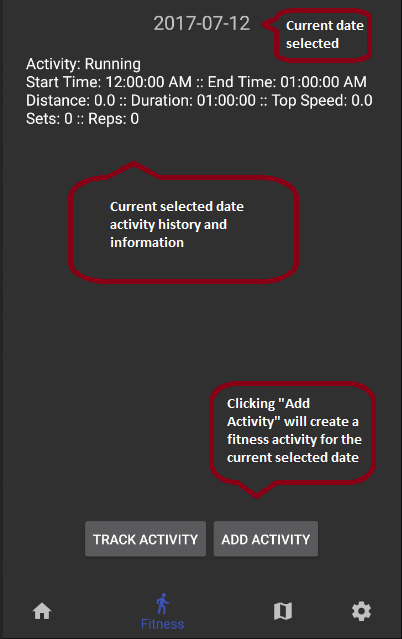 2017-07-12
Current date
selected
Activity: Running
Start Time: 12:00:00 AM :: End Time: 01:00:00 AM
Distance: 0.0 :: Duration: 01:00:00 :: Top Speed: 0.0
Sets: 0 :: Reps: 0
Current selected date
activity history and
information
Clicking "Add
Activity" will create a
fitness activity for the
current selected date
TRACK ACTIVITY
ADD ACTIVITY
Fitness